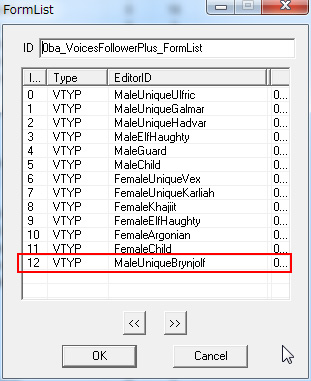 FormList
ID 0ba_VoicesFollowerPlus_FormList
I... Type EditorID 0...
0 VTYP MaleUniqueUlfric 0...
1 VTYP MaleUniqueGalmar 0...
2 VTYP MaleUniqueHadvar 0...
3 VTYP MaleElfHaughty 0...
4 VTYP MaleGuard 0...
5 VTYP MaleChild 0...
6 VTYP FemaleUniqueVex 0...
7 VTYP FemaleUniqueKarliah 0...
8 VTYP FemaleKhajiit 0...
9 VTYP FemaleElfHaughty 0...
10 VTYP FemaleArgonian 0...
11 VTYP FemaleChild 0...
12 VTYP MaleUniqueBrynjolf 0...
<< >>
OK Cancel